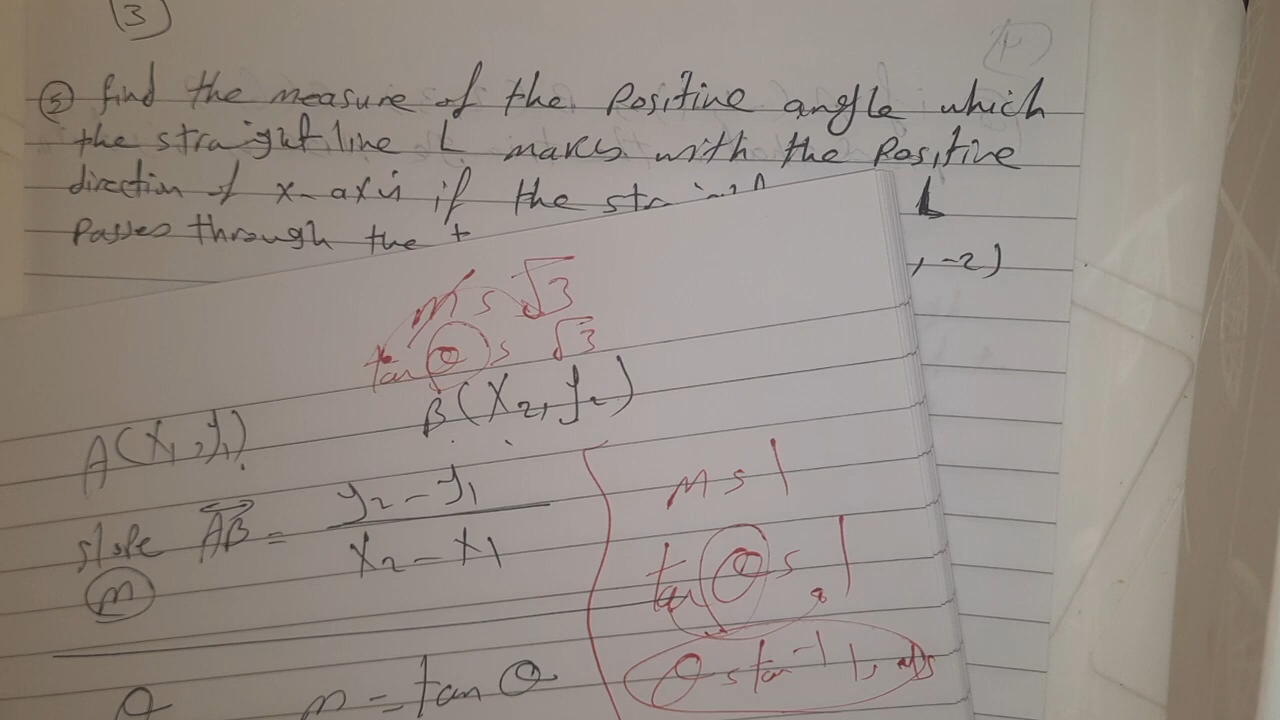 3
⑤ find the measure of the Positive angle which
the straight line L makes with the Positive
direction of x-axis if the L
Passes through the , -2)
m = √3
tan θ = √3
A(X₁, y₁) B(X₂, y₂)
slope AB = y₂ - y₁ / x₂ - x₁
m
m = 1
tan θ = 1
θ = tan⁻¹ 1
θ m = tan θ